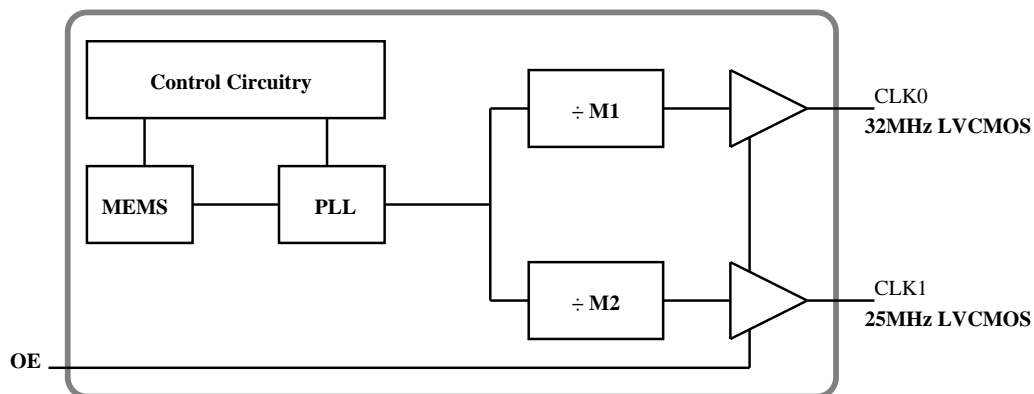 Control Circuitry
MEMS
PLL
÷ M1
÷ M2
CLK0
32MHz LVCMOS
CLK1
25MHz LVCMOS
OE